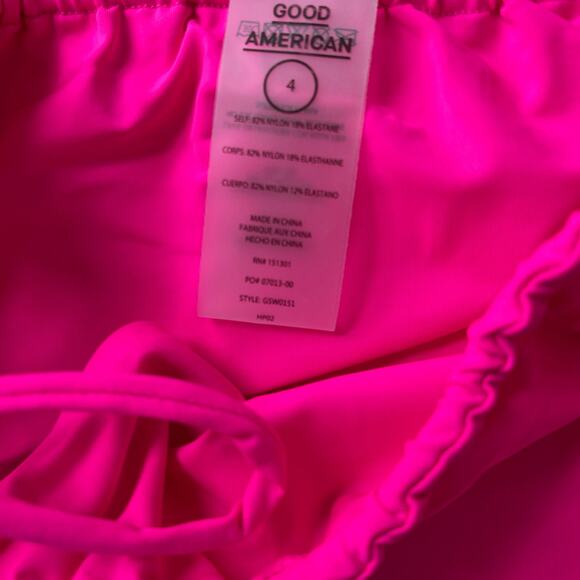 GOOD
AMERICAN
4
SELF: 82% NYLON 18% ELASTANE
CORPS: 82% NYLON 18% ELASTHANNE
CUERPO: 82% NYLON 12% ELASTANO
MADE IN CHINA
FABRIQUE AUX CHINA
HECHO EN CHINA
RN# 151301
PO# 07013-00
STYLE: GSW0151
HP02